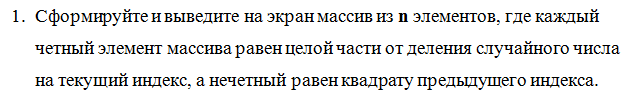 1. Сформируйте и выведите на экран массив из n элементов, где каждый
четный элемент массива равен целой части от деления случайного числа
на текущий индекс, а нечетный равен квадрату предыдущего индекса.